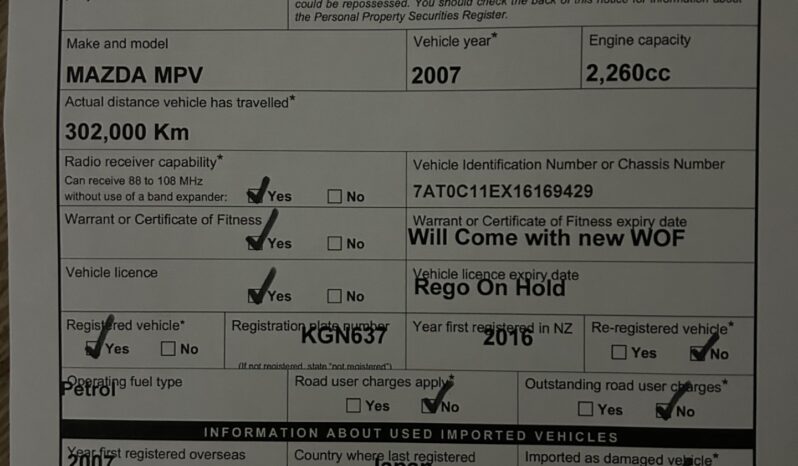 could be repossessed. You should check the back of this notice for information about
the Personal Property Securities Register.
Make and model
MAZDA MPV
Vehicle year*
2007
Engine capacity
2,260cc
Actual distance vehicle has travelled*
302,000 Km
Radio receiver capability*
Can receive 88 to 108 MHz
without use of a band expander: Yes No
Vehicle Identification Number or Chassis Number
7AT0C11EX16169429
Warrant or Certificate of Fitness
Yes No
Warrant or Certificate of Fitness expiry date
Will Come with new WOF
Vehicle licence
Yes No
Vehicle licence expiry date
Rego On Hold
Registered vehicle*
Yes No
Registration plate number
KGN637
(If not registered, state "not registered")
Year first registered in NZ
2016
Re-registered vehicle*
Yes No
Operating fuel type
Petrol
Road user charges apply*
Yes No
Outstanding road user charges*
Yes No
INFORMATION ABOUT USED IMPORTED VEHICLES
Year first registered overseas
2007
Country where last registered
Japan
Imported as damaged vehicle*